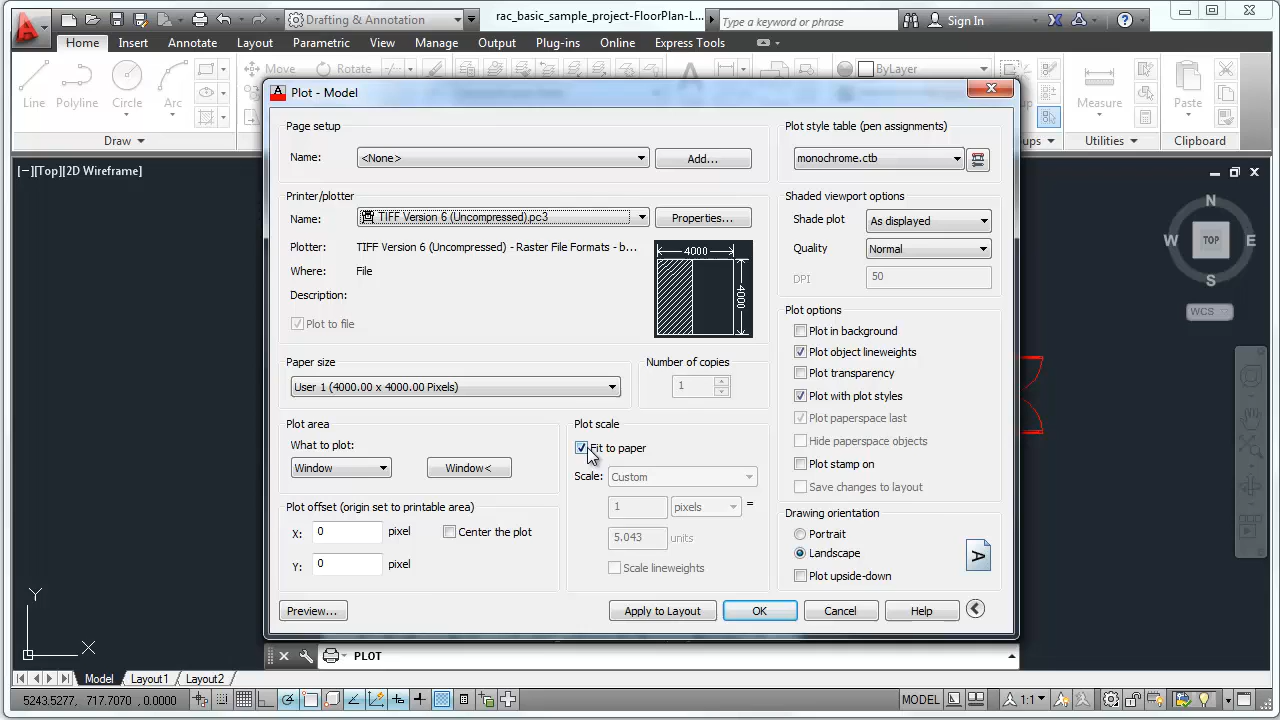 Drafting & Annotation
rac_basic_sample_project-FloorPlan-L...
Type a keyword or phrase
Sign In
Home Insert Annotate Layout Parametric View Manage Output Plug-ins Online Express Tools
Line Polyline Circle Arc
Move Rotate
ByLayer
Measure Paste
Draw
Utilities Clipboard
[−][Top][2D Wireframe]
Plot - Model
Page setup
Name: <None> Add...
Printer/plotter
Name: TIFF Version 6 (Uncompressed).pc3 Properties...
Plotter: TIFF Version 6 (Uncompressed) - Raster File Formats - b...
Where: File
Description:
Plot to file
4000
4000
Paper size
User 1 (4000.00 x 4000.00 Pixels)
Number of copies
1
Plot area
What to plot:
Window Window<
Plot scale
Fit to paper
Scale: Custom
1 pixels =
5.043 units
Scale lineweights
Plot offset (origin set to printable area)
X: 0 pixel Center the plot
Y: 0 pixel
Plot style table (pen assignments)
monochrome.ctb
Shaded viewport options
Shade plot As displayed
Quality Normal
DPI 50
Plot options
Plot in background
Plot object lineweights
Plot transparency
Plot with plot styles
Plot paperspace last
Hide paperspace objects
Plot stamp on
Save changes to layout
Drawing orientation
Portrait
Landscape
Plot upside-down
A
Preview... Apply to Layout OK Cancel Help
N
W TOP E
S
WCS
Y
X
PLOT
Model Layout1 Layout2
5243.5277, 717.7070, 0.0000
MODEL
1:1